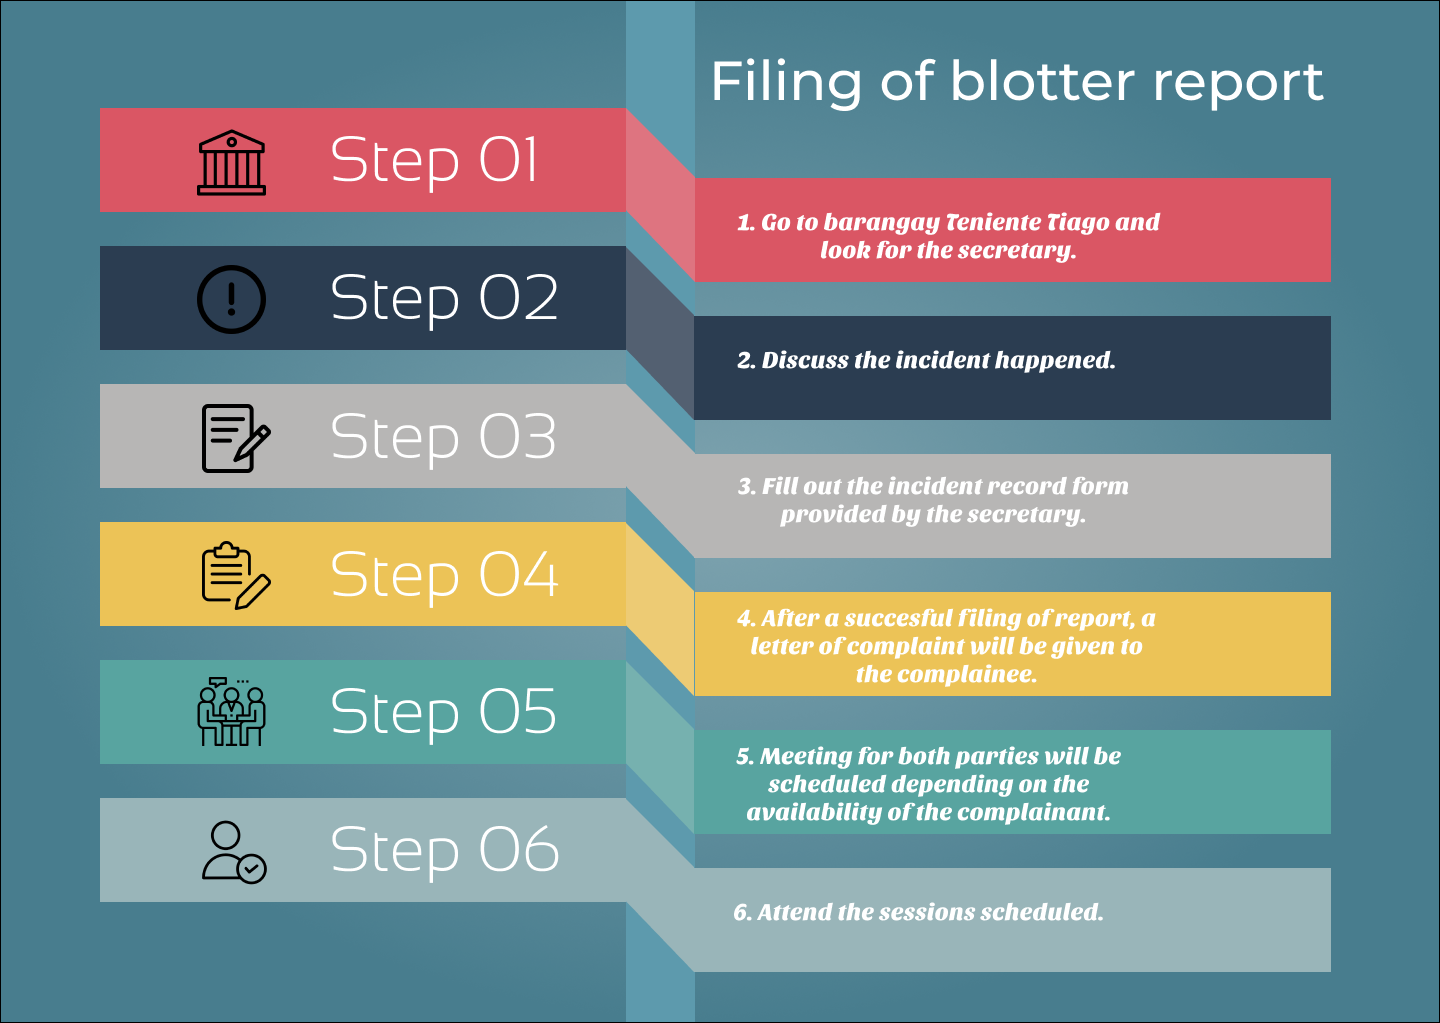 Filing of blotter report
Step 01
1. Go to barangay Teniente Tiago and
look for the secretary.
Step 02
2. Discuss the incident happened.
Step 03
3. Fill out the incident record form
provided by the secretary.
Step 04
4. After a succesful filing of report, a
letter of complaint will be given to
the complainee.
Step 05
5. Meeting for both parties will be
scheduled depending on the
availability of the complainant.
Step 06
6. Attend the sessions scheduled.